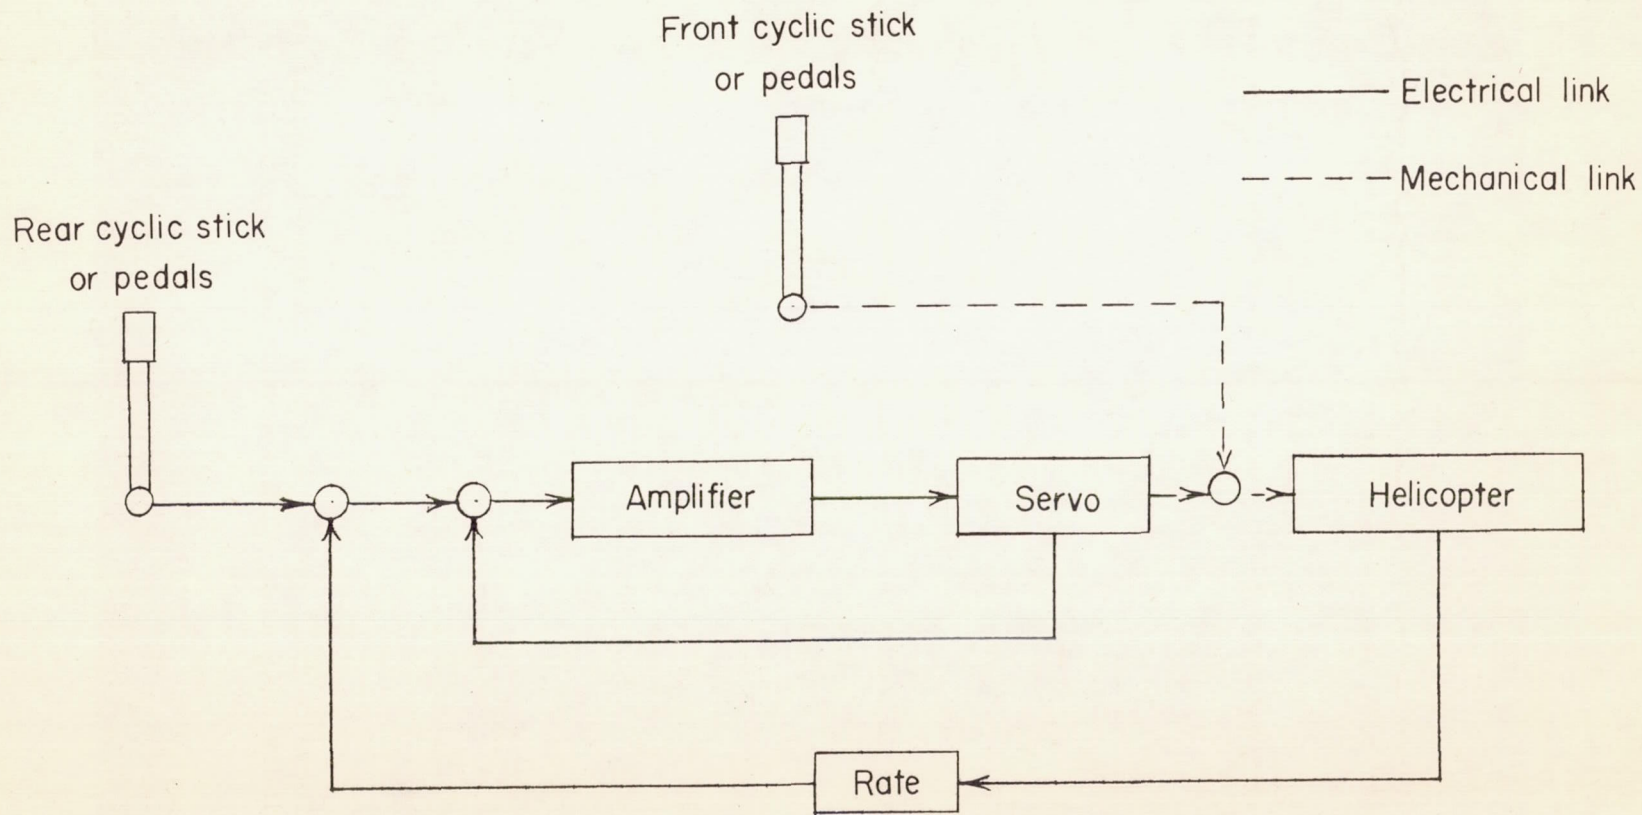 Front cyclic stick
or pedals
Electrical link
Mechanical link
Rear cyclic stick
or pedals
Amplifier
Servo
Helicopter
Rate